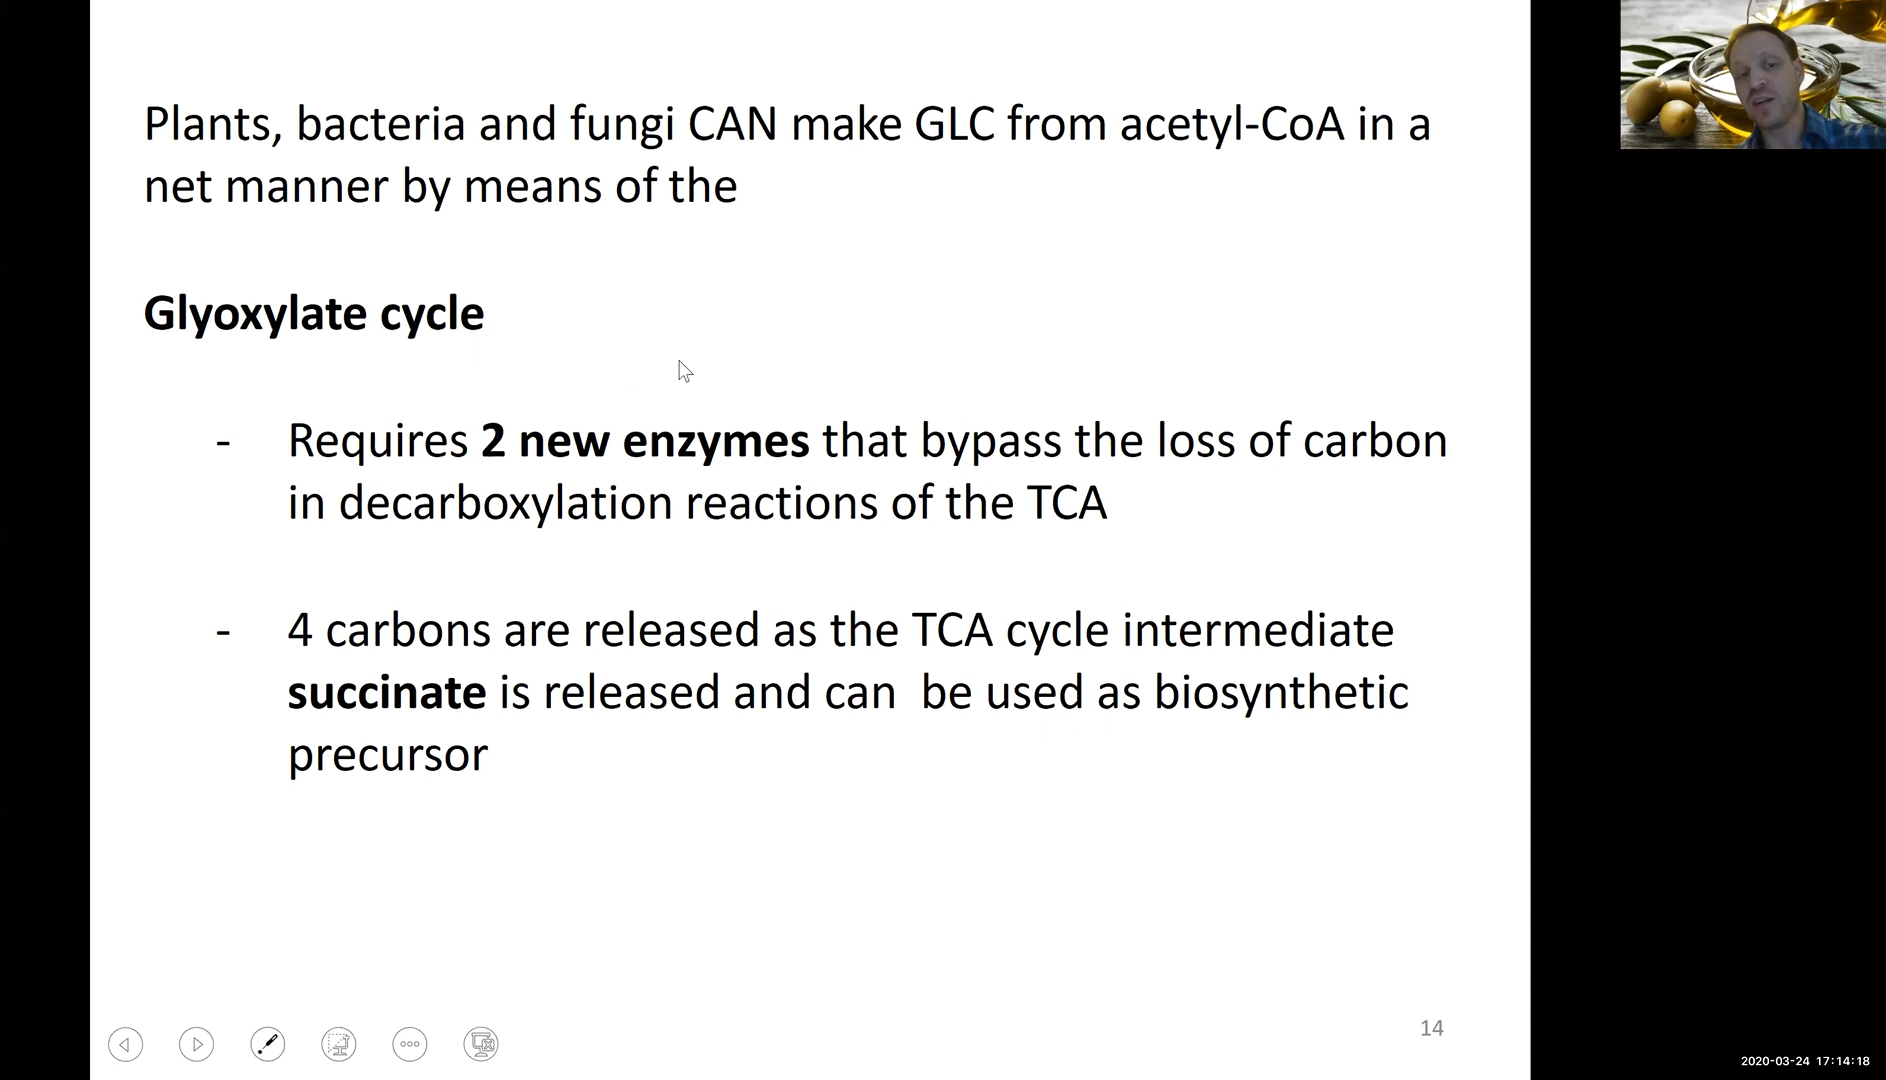 Plants, bacteria and fungi CAN make GLC from acetyl-CoA in a
net manner by means of the
Glyoxylate cycle
- Requires 2 new enzymes that bypass the loss of carbon
in decarboxylation reactions of the TCA
- 4 carbons are released as the TCA cycle intermediate
succinate is released and can be used as biosynthetic
precursor
14
2020-03-24 17:14:18